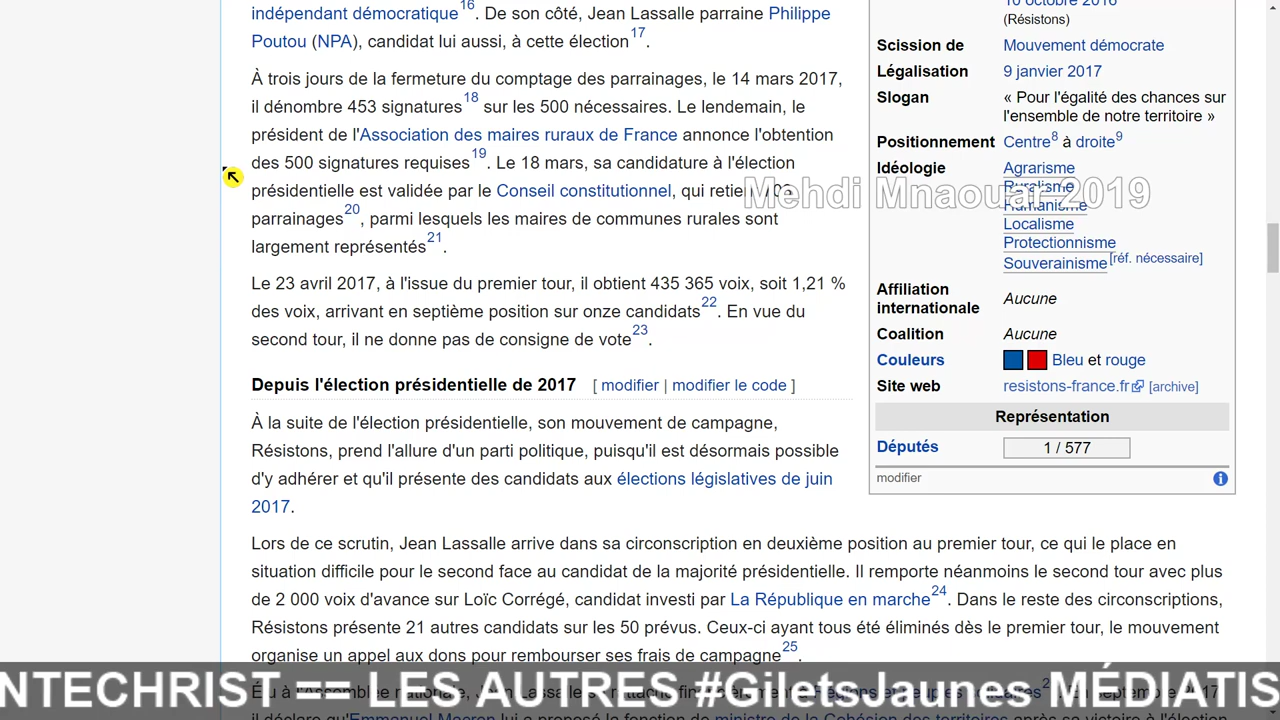 indépendant démocratique16. De son côté, Jean Lassalle parraine Philippe
Poutou (NPA), candidat lui aussi, à cette élection17.
À trois jours de la fermeture du comptage des parrainages, le 14 mars 2017,
il dénombre 453 signatures18 sur les 500 nécessaires. Le lendemain, le
président de l'Association des maires ruraux de France annonce l'obtention
des 500 signatures requises19. Le 18 mars, sa candidature à l'élection
présidentielle est validée par le Conseil constitutionnel, qui retient
parrainages20, parmi lesquels les maires de communes rurales sont
largement représentés21.
Le 23 avril 2017, à l'issue du premier tour, il obtient 435 365 voix, soit 1,21 %
des voix, arrivant en septième position sur onze candidats22. En vue du
second tour, il ne donne pas de consigne de vote23.
Depuis l'élection présidentielle de 2017 [ modifier | modifier le code ]
À la suite de l'élection présidentielle, son mouvement de campagne,
Résistons, prend l'allure d'un parti politique, puisqu'il est désormais possible
d'y adhérer et qu'il présente des candidats aux élections législatives de juin
2017.
Lors de ce scrutin, Jean Lassalle arrive dans sa circonscription en deuxième position au premier tour, ce qui le place en
situation difficile pour le second face au candidat de la majorité présidentielle. Il remporte néanmoins le second tour avec plus
de 2 000 voix d'avance sur Loïc Corrégé, candidat investi par La République en marche24. Dans le reste des circonscriptions,
Résistons présente 21 autres candidats sur les 50 prévus. Ceux-ci ayant tous été éliminés dès le premier tour, le mouvement
organise un appel aux dons pour rembourser ses frais de campagne25.
10 octobre 2016
(Résistons)
Scission de Mouvement démocrate
Légalisation 9 janvier 2017
Slogan « Pour l'égalité des chances sur
l'ensemble de notre territoire »
Positionnement Centre8 à droite9
Idéologie Agrarisme
Ruralisme
Humanisme
Localisme
Protectionnisme
Souverainisme[réf. nécessaire]
Affiliation
internationale Aucune
Coalition Aucune
Couleurs Bleu et rouge
Site web resistons-france.fr [archive]
Représentation
Députés 1 / 577
modifier
Mehdi Mnaouar 2019
NTECHRIST == LES AUTRES #GiletsJaunes MÉDIATIS